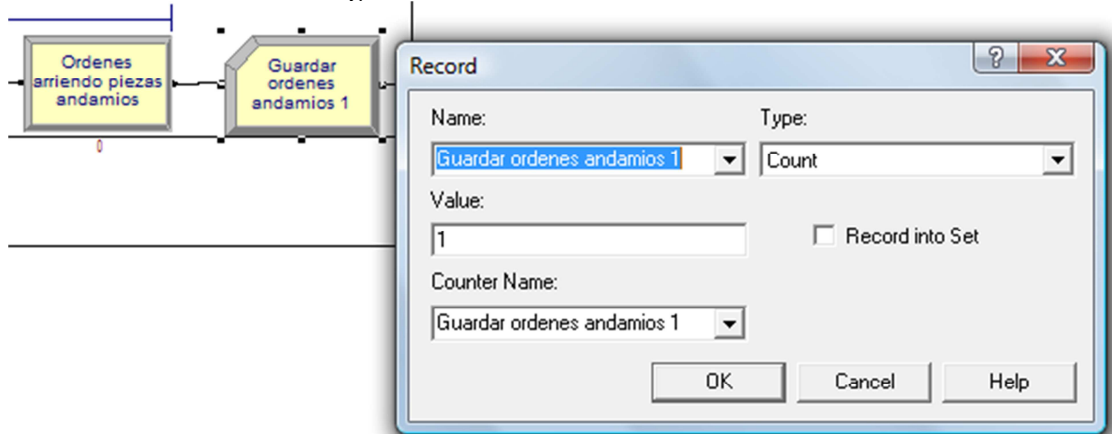 Ordenes
arriendo piezas
andamios
0
Guardar
ordenes
andamios 1
Record
?
X
Name:
Type:
Guardar ordenes andamios 1
Count
Value:
1
Record into Set
Counter Name:
Guardar ordenes andamios 1
OK
Cancel
Help